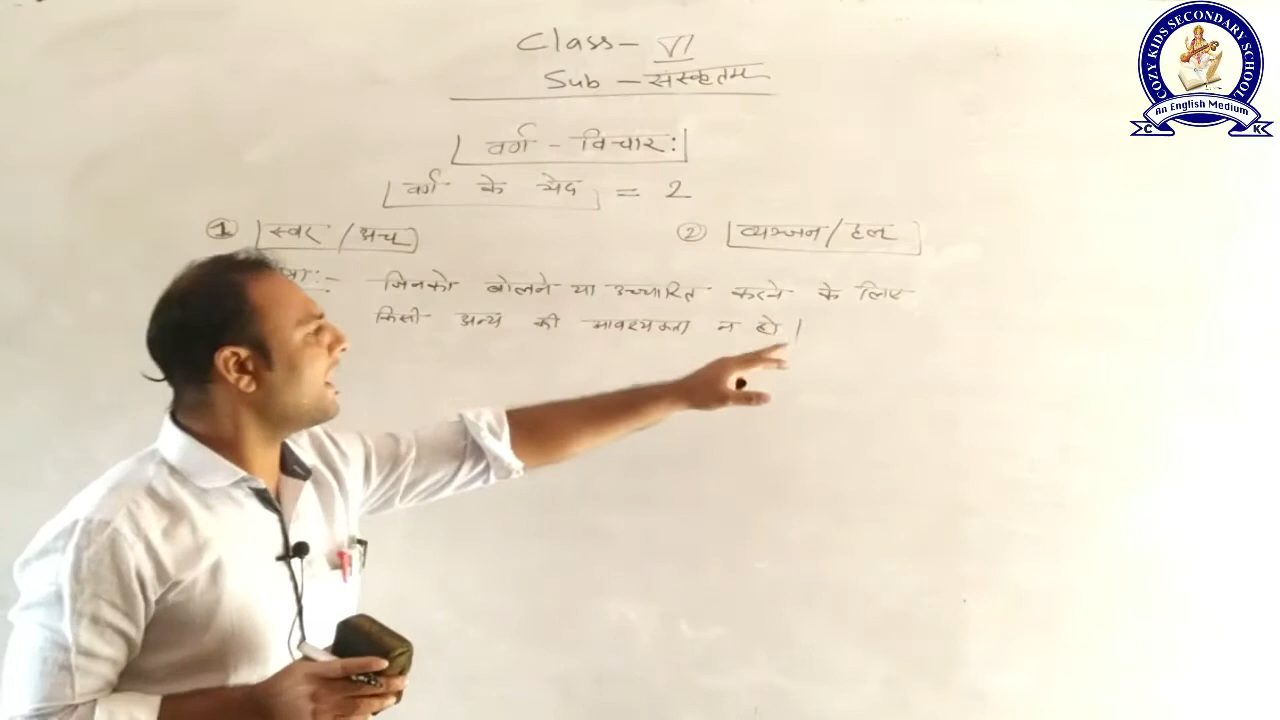 Class - VI
Sub - संस्कृतम्
वर्ण - विचार:
वर्ण के भेद = 2
① स्वर / अच् ② व्यञ्जन / हल्
जिनको बोलने या उच्चारित करने के लिए
किसी अन्य की आवश्यकता न हो।
COZY KIDS SECONDARY SCHOOL
An English Medium
C K